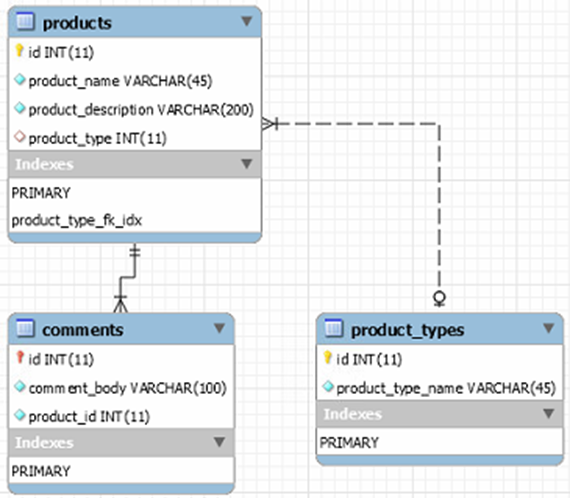 products
id INT(11)
product_name VARCHAR(45)
product_description VARCHAR(200)
product_type INT(11)
Indexes
PRIMARY
product_type_fk_idx
comments
id INT(11)
comment_body VARCHAR(100)
product_id INT(11)
Indexes
PRIMARY
product_types
id INT(11)
product_type_name VARCHAR(45)
Indexes
PRIMARY